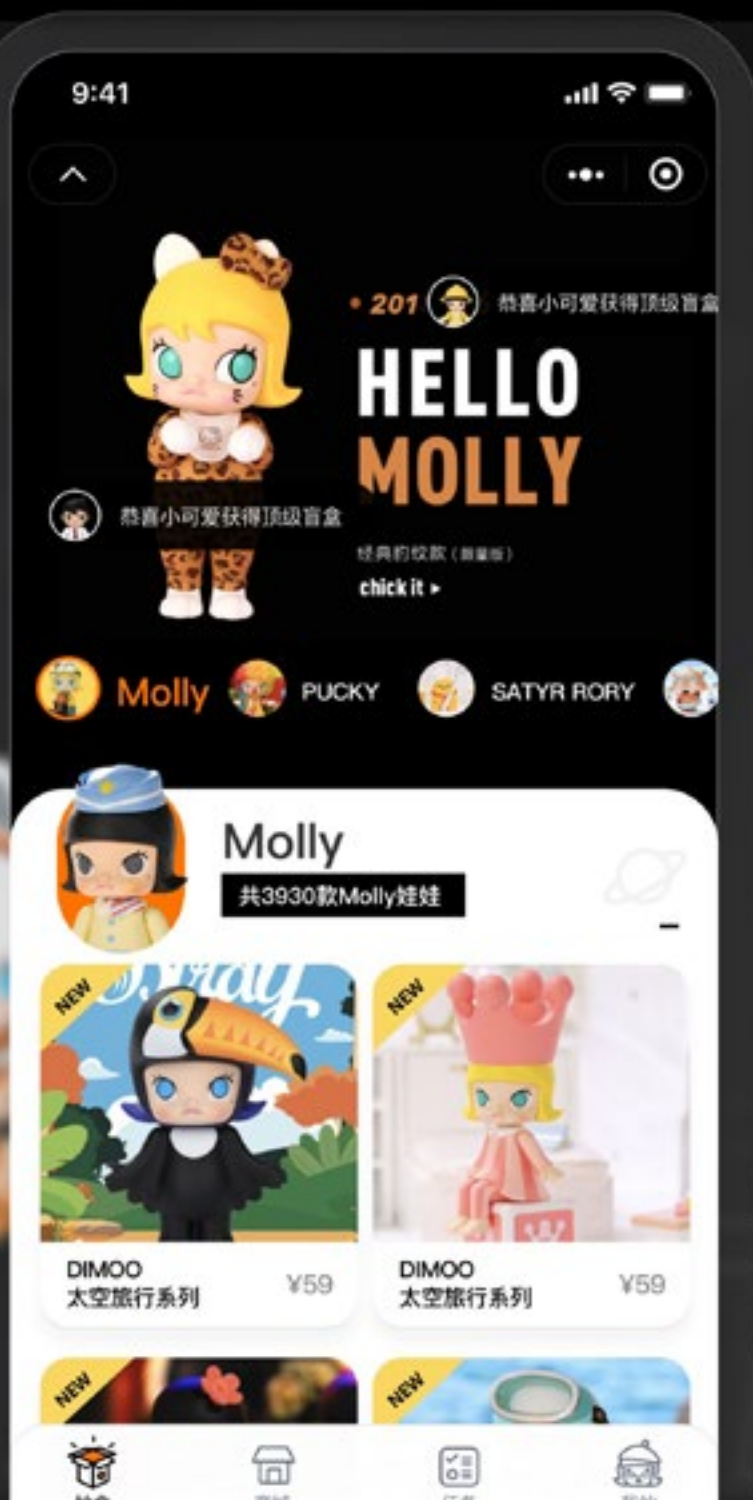 9:41
• 201 恭喜小可爱获得顶级盲盒
HELLO
MOLLY
恭喜小可爱获得顶级盲盒
经典豹纹款（限量版）
chick it ▸
Molly PUCKY SATYR RORY
Molly
共3930款Molly娃娃
NEW
NEW
DIMOO
太空旅行系列
¥59
DIMOO
太空旅行系列
¥59
NEW
NEW